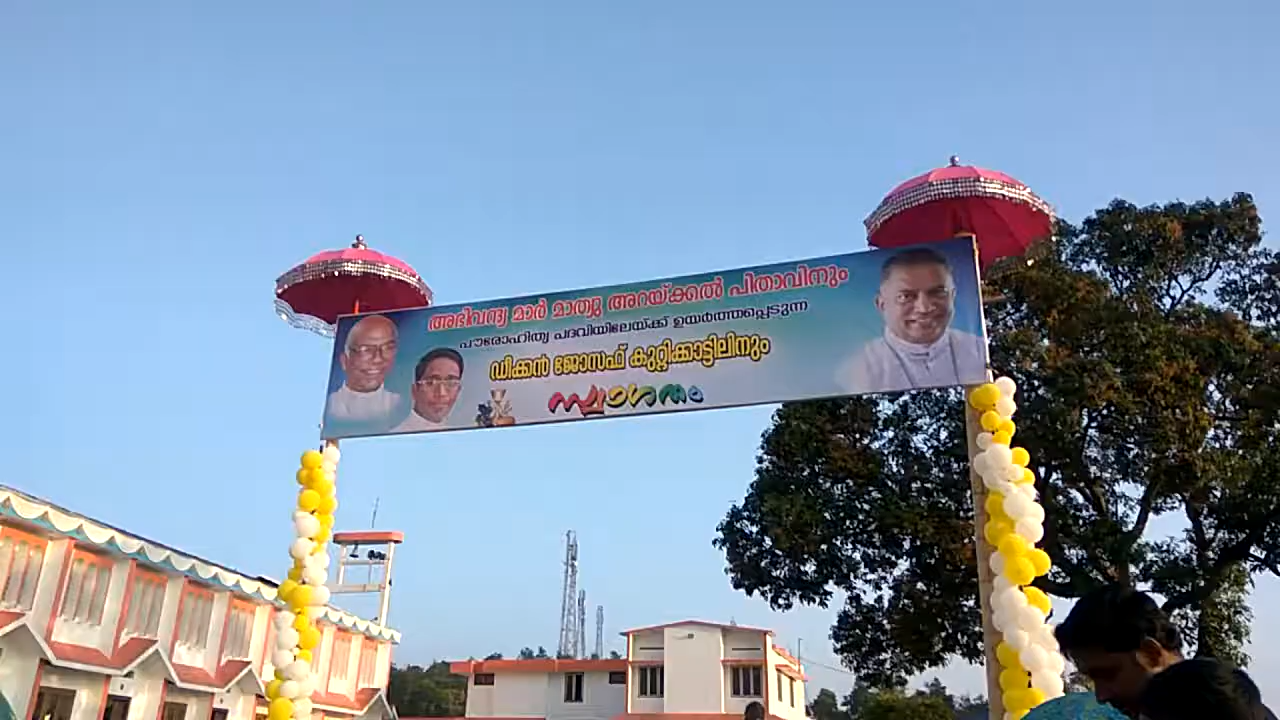 അഭിവന്ദ്യ മാർ മാത്യു അറയ്ക്കൽ പിതാവിനും
പൗരോഹിത്യ പദവിയിലേയ്ക്ക് ഉയർത്തപ്പെടുന്ന
ഡീക്കൻ ജോസഫ് കുറ്റിക്കാട്ടിലിനും
സ്വാഗതം